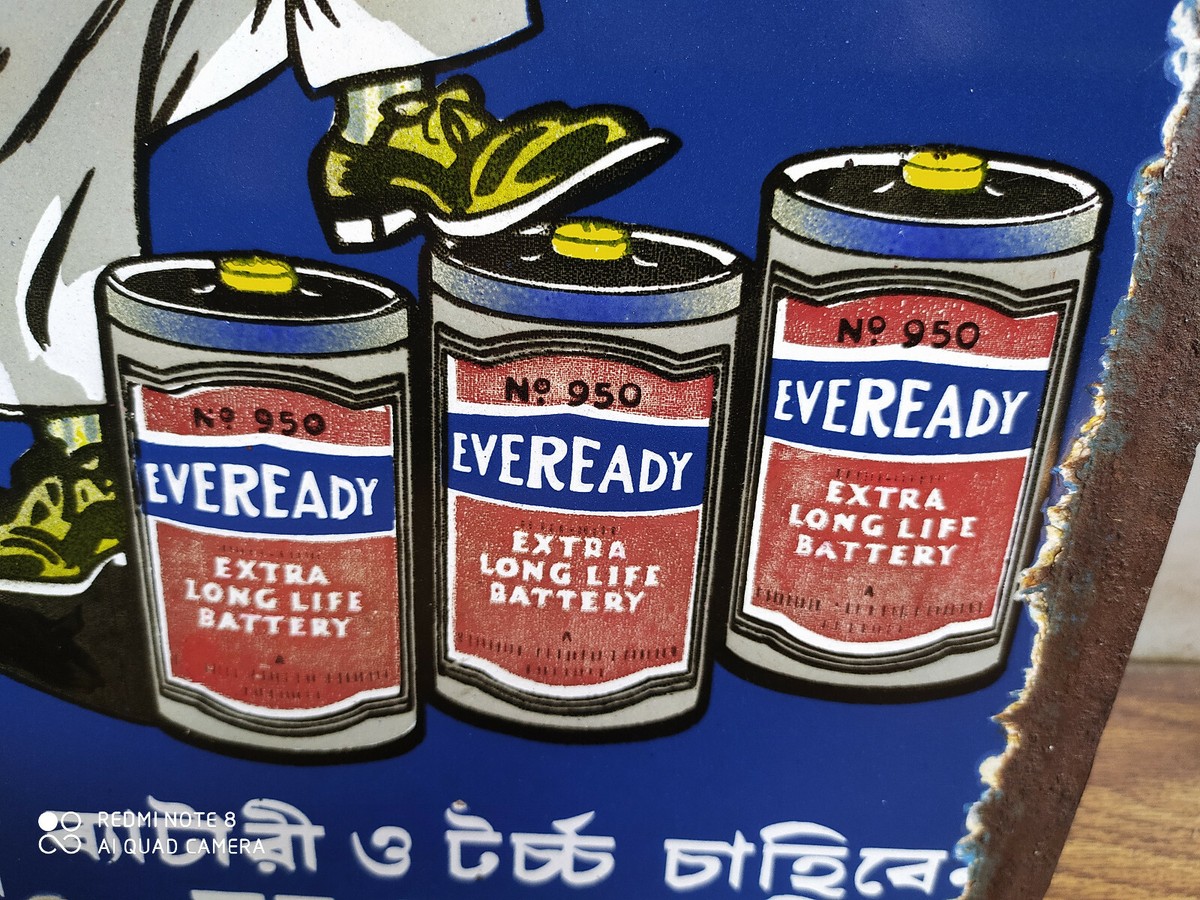 Nº 950
EVEREADY
EXTRA
LONG LIFE
BATTERY
Nº 950
EVEREADY
EXTRA
LONG LIFE
BATTERY
Nº 950
EVEREADY
EXTRA
LONG LIFE
BATTERY
ব্যাটারী ও টর্চ্চ চাহিবেন
REDMI NOTE 8
AI QUAD CAMERA